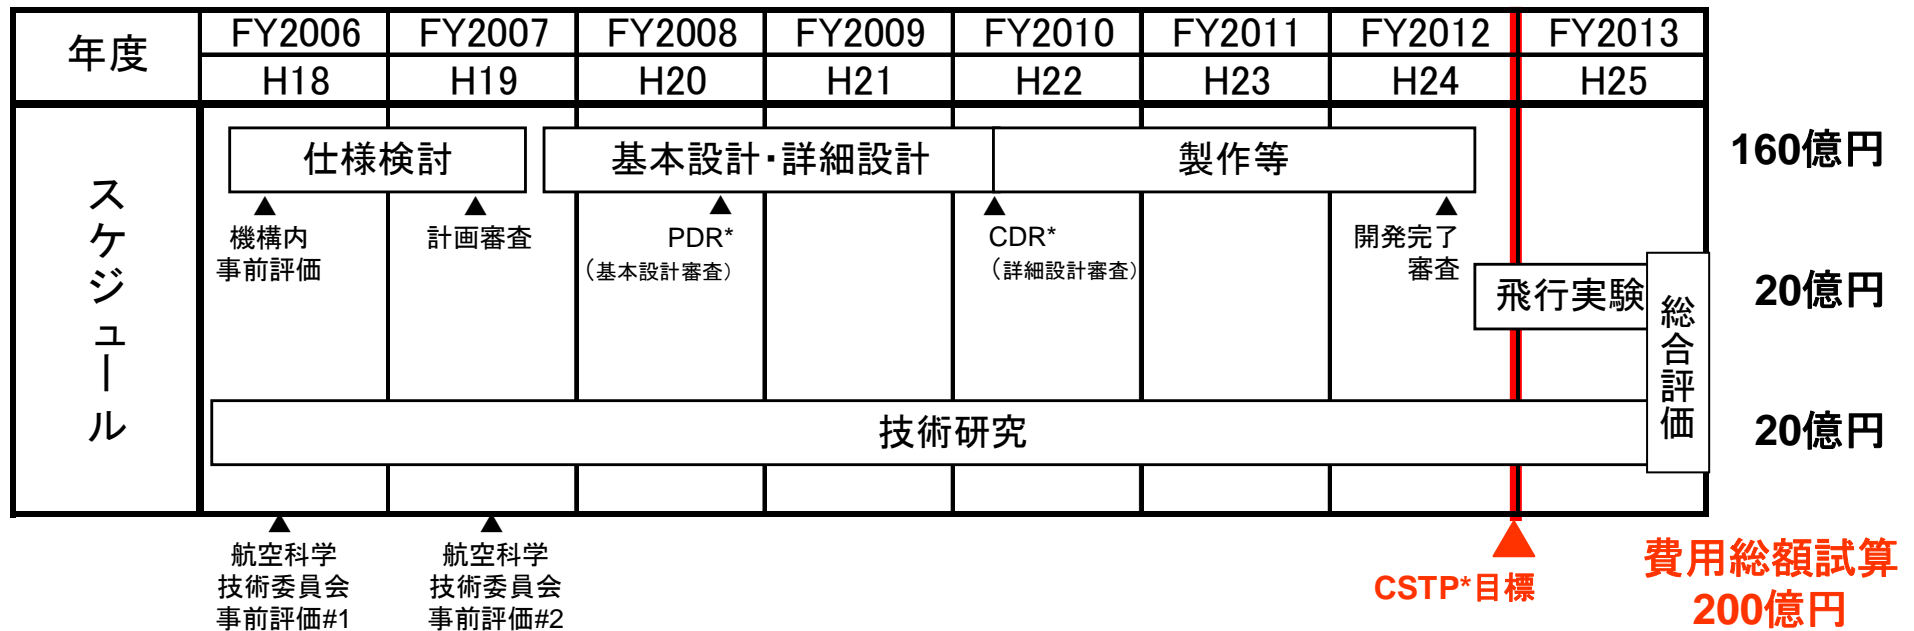 年度
FY2006 FY2007 FY2008 FY2009 FY2010 FY2011 FY2012 FY2013
H18 H19 H20 H21 H22 H23 H24 H25
スケジュール
仕様検討
基本設計・詳細設計
製作等
160億円
▲
機構内
事前評価
▲
計画審査
▲
PDR*
（基本設計審査）
▲
CDR*
（詳細設計審査）
▲
開発完了
審査
飛行実験
20億円
総合評価
技術研究
20億円
▲
航空科学
技術委員会
事前評価#1
▲
航空科学
技術委員会
事前評価#2
▲
CSTP*目標
費用総額試算
200億円